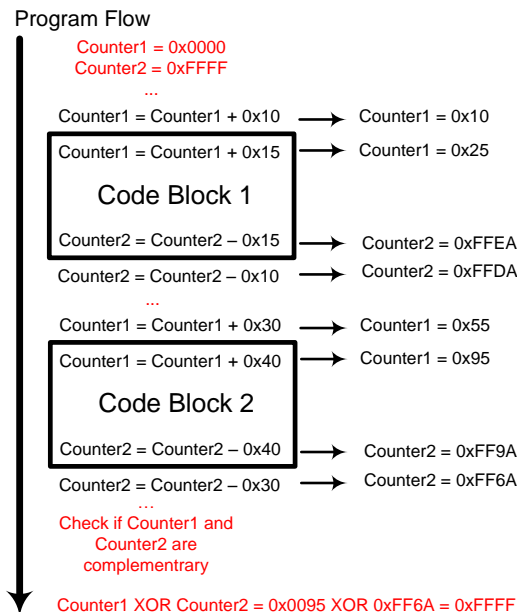 Program Flow
Counter1 = 0x0000
Counter2 = 0xFFFF
...
Counter1 = Counter1 + 0x10 Counter1 = 0x10
Counter1 = Counter1 + 0x15 Counter1 = 0x25
Code Block 1
Counter2 = Counter2 – 0x15 Counter2 = 0xFFEA
Counter2 = Counter2 – 0x10 Counter2 = 0xFFDA
...
Counter1 = Counter1 + 0x30 Counter1 = 0x55
Counter1 = Counter1 + 0x40 Counter1 = 0x95
Code Block 2
Counter2 = Counter2 – 0x40 Counter2 = 0xFF9A
Counter2 = Counter2 – 0x30 Counter2 = 0xFF6A
...
Check if Counter1 and
Counter2 are
complementrary
Counter1 XOR Counter2 = 0x0095 XOR 0xFF6A = 0xFFFF